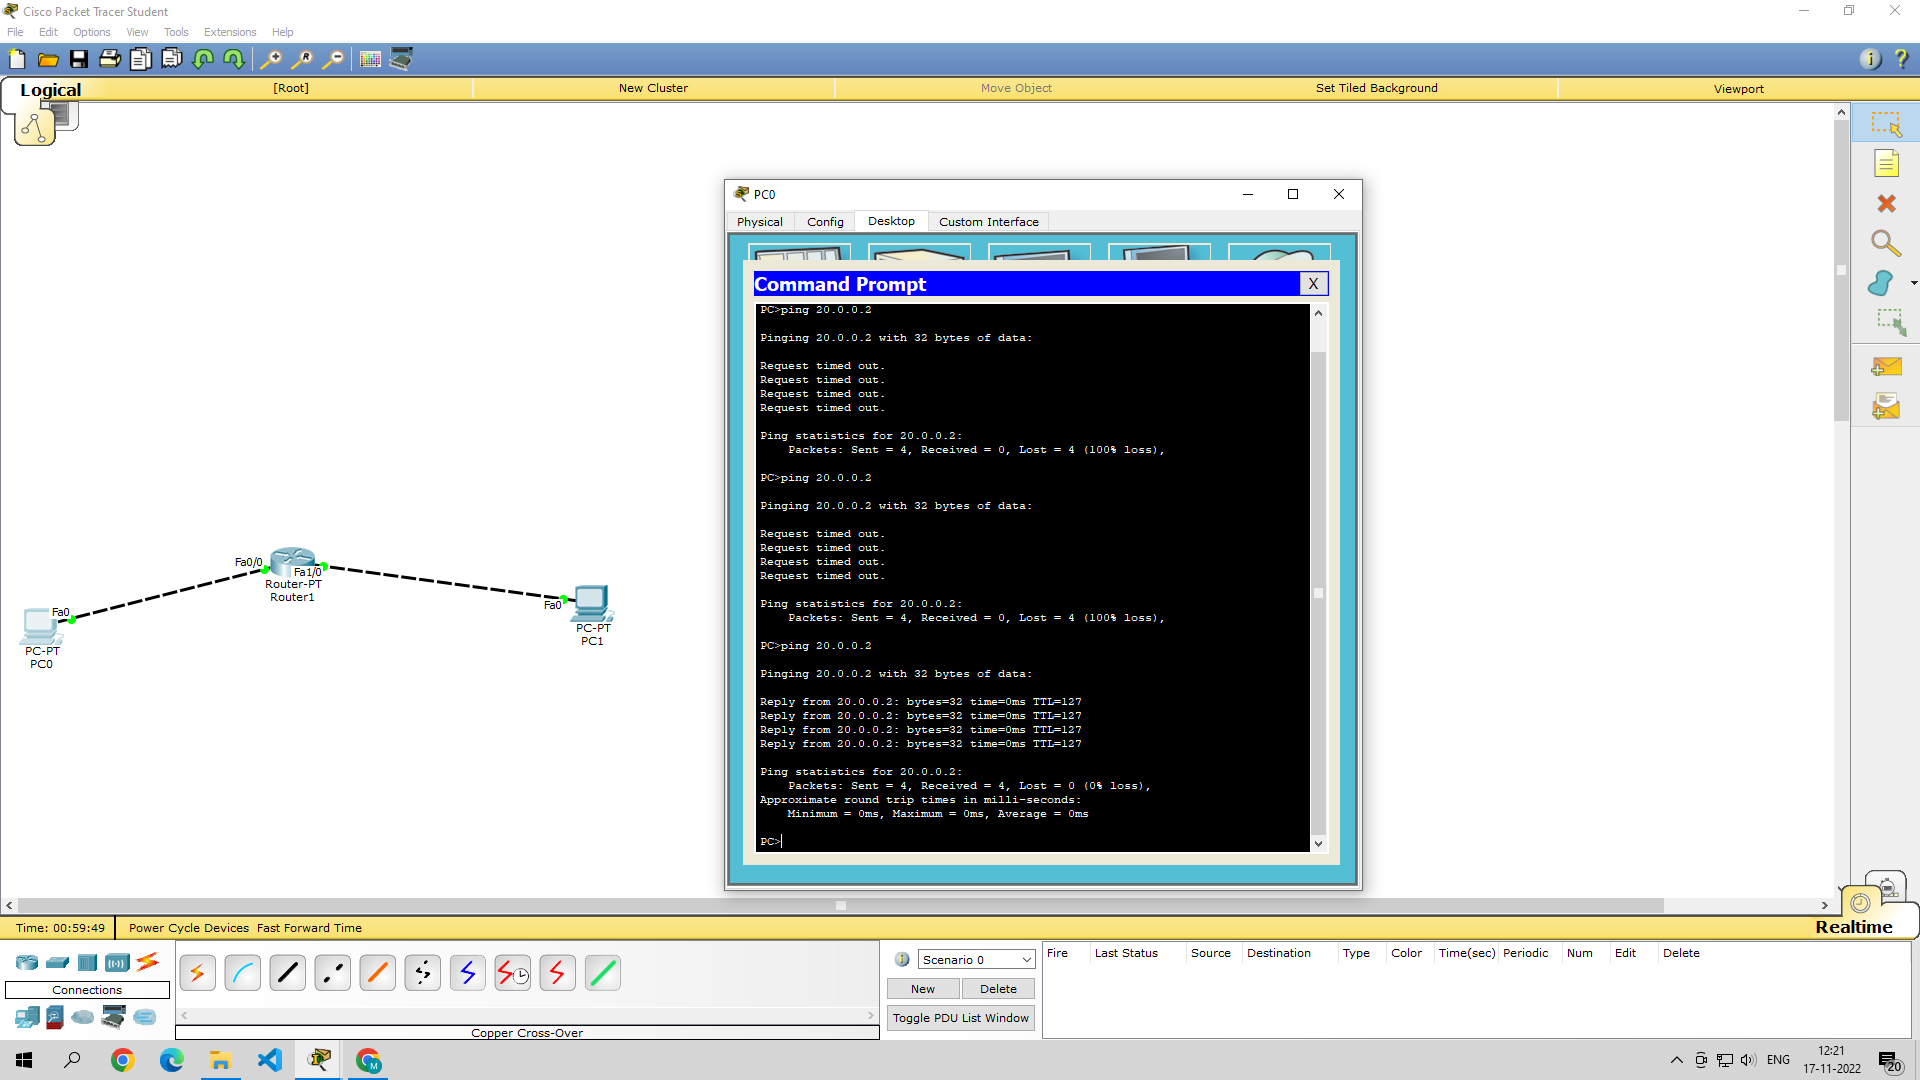 Cisco Packet Tracer Student
File Edit Options View Tools Extensions Help
Logical [Root] New Cluster Move Object Set Tiled Background Viewport
PC0
Physical Config Desktop Custom Interface
Command Prompt X
PC>ping 20.0.0.2
Pinging 20.0.0.2 with 32 bytes of data:
Request timed out.
Request timed out.
Request timed out.
Request timed out.
Ping statistics for 20.0.0.2:
Packets: Sent = 4, Received = 0, Lost = 4 (100% loss),
PC>ping 20.0.0.2
Pinging 20.0.0.2 with 32 bytes of data:
Request timed out.
Request timed out.
Request timed out.
Request timed out.
Ping statistics for 20.0.0.2:
Packets: Sent = 4, Received = 0, Lost = 4 (100% loss),
PC>ping 20.0.0.2
Pinging 20.0.0.2 with 32 bytes of data:
Reply from 20.0.0.2: bytes=32 time=0ms TTL=127
Reply from 20.0.0.2: bytes=32 time=0ms TTL=127
Reply from 20.0.0.2: bytes=32 time=0ms TTL=127
Reply from 20.0.0.2: bytes=32 time=0ms TTL=127
Ping statistics for 20.0.0.2:
Packets: Sent = 4, Received = 4, Lost = 0 (0% loss),
Approximate round trip times in milli-seconds:
Minimum = 0ms, Maximum = 0ms, Average = 0ms
PC>
Fa0/0
Fa1/0
Router-PT
Router1
Fa0
PC-PT
PC0
Fa0
PC-PT
PC1
Time: 00:59:49 Power Cycle Devices Fast Forward Time
Realtime
Connections
Copper Cross-Over
Scenario 0
New Delete
Toggle PDU List Window
Fire Last Status Source Destination Type Color Time(sec) Periodic Num Edit Delete
M
ENG
12:21
17-11-2022
20